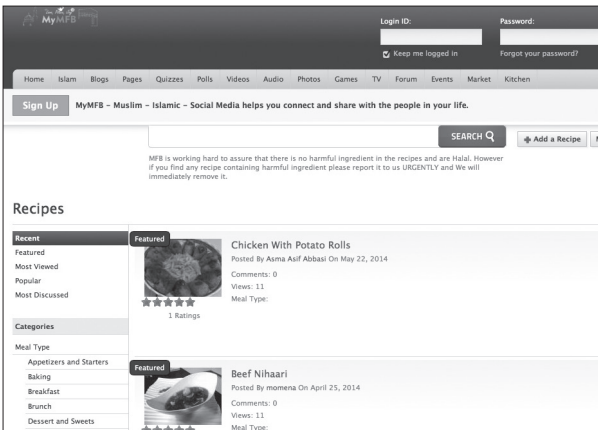 MyMFB
Login ID:
Password:
Keep me logged in
Forgot your password?
Home Islam Blogs Pages Quizzes Polls Videos Audio Photos Games TV Forum Events Market Kitchen
Sign Up
MyMFB – Muslim – Islamic – Social Media helps you connect and share with the people in your life.
SEARCH
Add a Recipe
MFB is working hard to assure that there is no harmful ingredient in the recipes and are Halal. However
if you find any recipe containing harmful ingredient please report it to us URGENTLY and We will
immediately remove it.
Recipes
Recent
Featured
Most Viewed
Popular
Most Discussed
Categories
Meal Type
Appetizers and Starters
Baking
Breakfast
Brunch
Dessert and Sweets
Featured
Chicken With Potato Rolls
Posted By Asma Asif Abbasi On May 22, 2014
Comments: 0
Views: 11
Meal Type:
1 Ratings
Featured
Beef Nihaari
Posted By momena On April 25, 2014
Comments: 0
Views: 11
Meal Type: